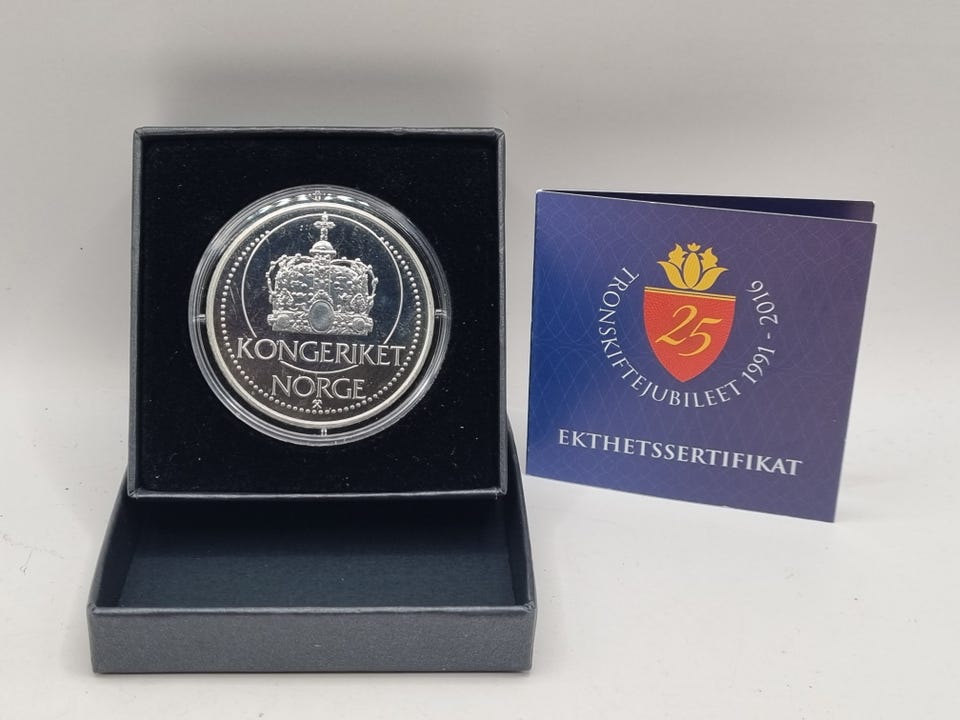 KONGERIKET
NORGE
25
TRONSKIFTEJUBILEET 1991 - 2016
EKTHETSSERTIFIKAT